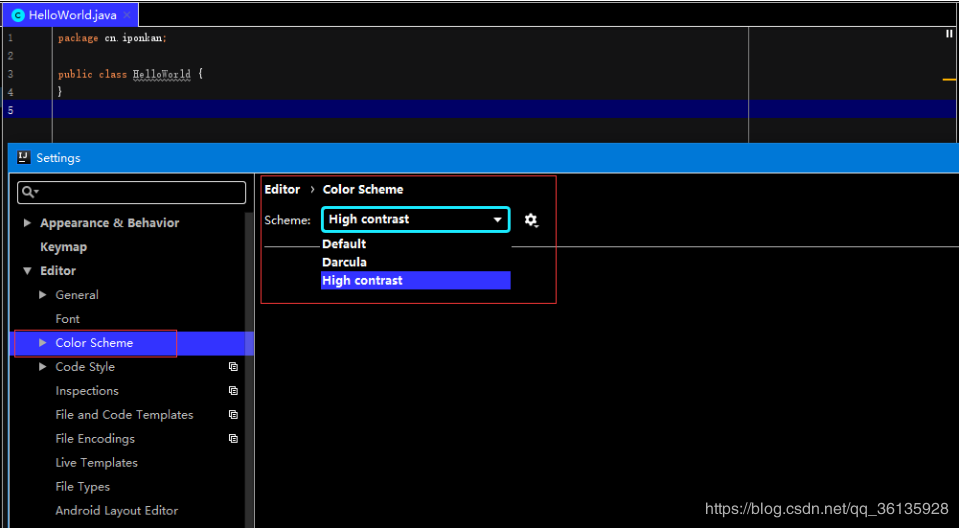 HelloWorld.java
1 package cn.iponkan;
2
3 public class HelloWorld {
4 }
5
Settings
Editor › Color Scheme
Scheme: High contrast
Default
Darcula
High contrast
Appearance & Behavior
Keymap
Editor
General
Font
Color Scheme
Code Style
Inspections
File and Code Templates
File Encodings
Live Templates
File Types
Android Layout Editor
https://blog.csdn.net/qq_36135928